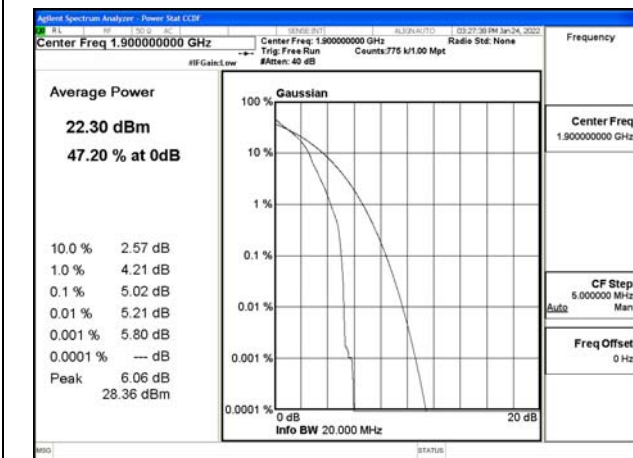 Agilent Spectrum Analyzer - Power Stat CCDF
RL RF 50 Ω AC SENSE:INT ALIGN AUTO 03:27:39 PM Jan 24, 2022
Center Freq 1.900000000 GHz
Center Freq: 1.900000000 GHz Radio Std: None
Trig: Free Run Counts:775 k/1.00 Mpt
#IFGain:Low #Atten: 40 dB
Frequency
Average Power
22.30 dBm
47.20 % at 0dB
10.0 % 2.57 dB
1.0 % 4.21 dB
0.1 % 5.02 dB
0.01 % 5.21 dB
0.001 % 5.80 dB
0.0001 % --- dB
Peak 6.06 dB
28.36 dBm
Gaussian
100 %
10 %
1 %
0.1 %
0.01 %
0.001 %
0.0001 %
0 dB 20 dB
Info BW 20.000 MHz
Center Freq
1.900000000 GHz
CF Step
5.000000 MHz
Auto Man
Freq Offset
0 Hz
MSG STATUS